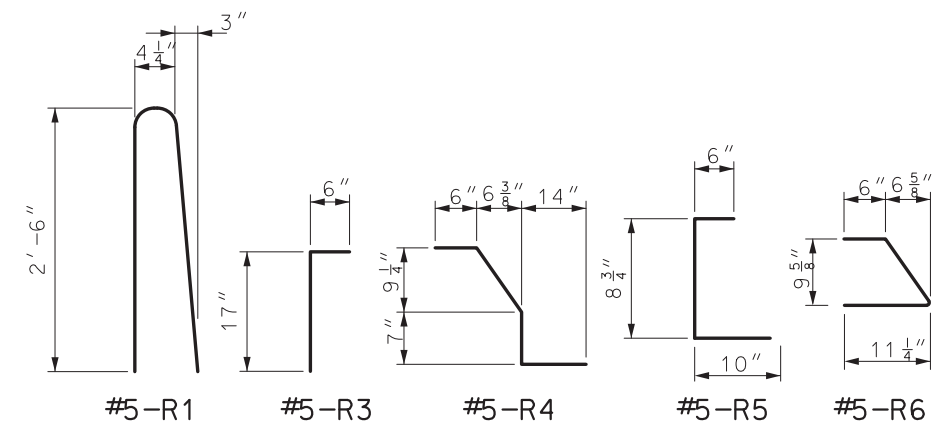 3"
4 1/4"
2'-6"
#5-R1
6"
17"
#5-R3
6" 6 3/8" 14"
9 1/4"
7"
#5-R4
6"
8 3/4"
10"
#5-R5
6" 6 5/8"
9 5/8"
11 1/4"
#5-R6